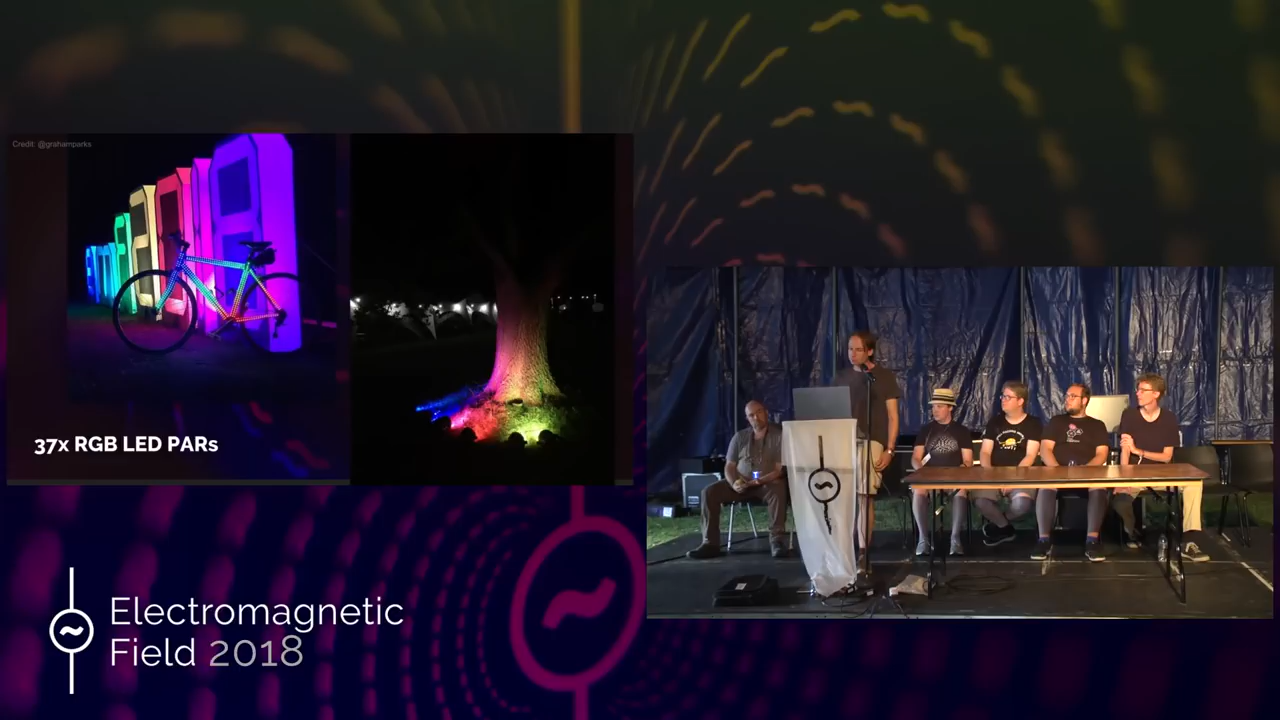 Credit: @grahamparks
37x RGB LED PARs
Electromagnetic
Field 2018